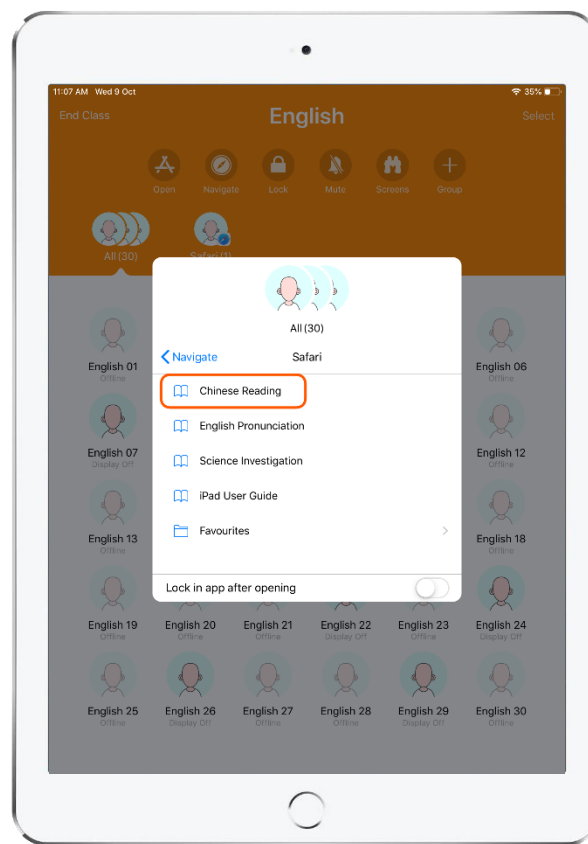 11:07 AM Wed 9 Oct
35%
End Class
English
Select
Open
Navigate
Lock
Mute
Screens
Group
All (30)
Safari (1)
All (30)
Navigate
Safari
Chinese Reading
English Pronunciation
Science Investigation
iPad User Guide
Favourites
Lock in app after opening
English 01
Offline
English 06
Offline
English 07
Display Off
English 12
Offline
English 13
Offline
English 18
Offline
English 19
Offline
English 20
Offline
English 21
Offline
English 22
Display Off
English 23
Offline
English 24
Display Off
English 25
Offline
English 26
Display Off
English 27
Offline
English 28
Offline
English 29
Display Off
English 30
Offline